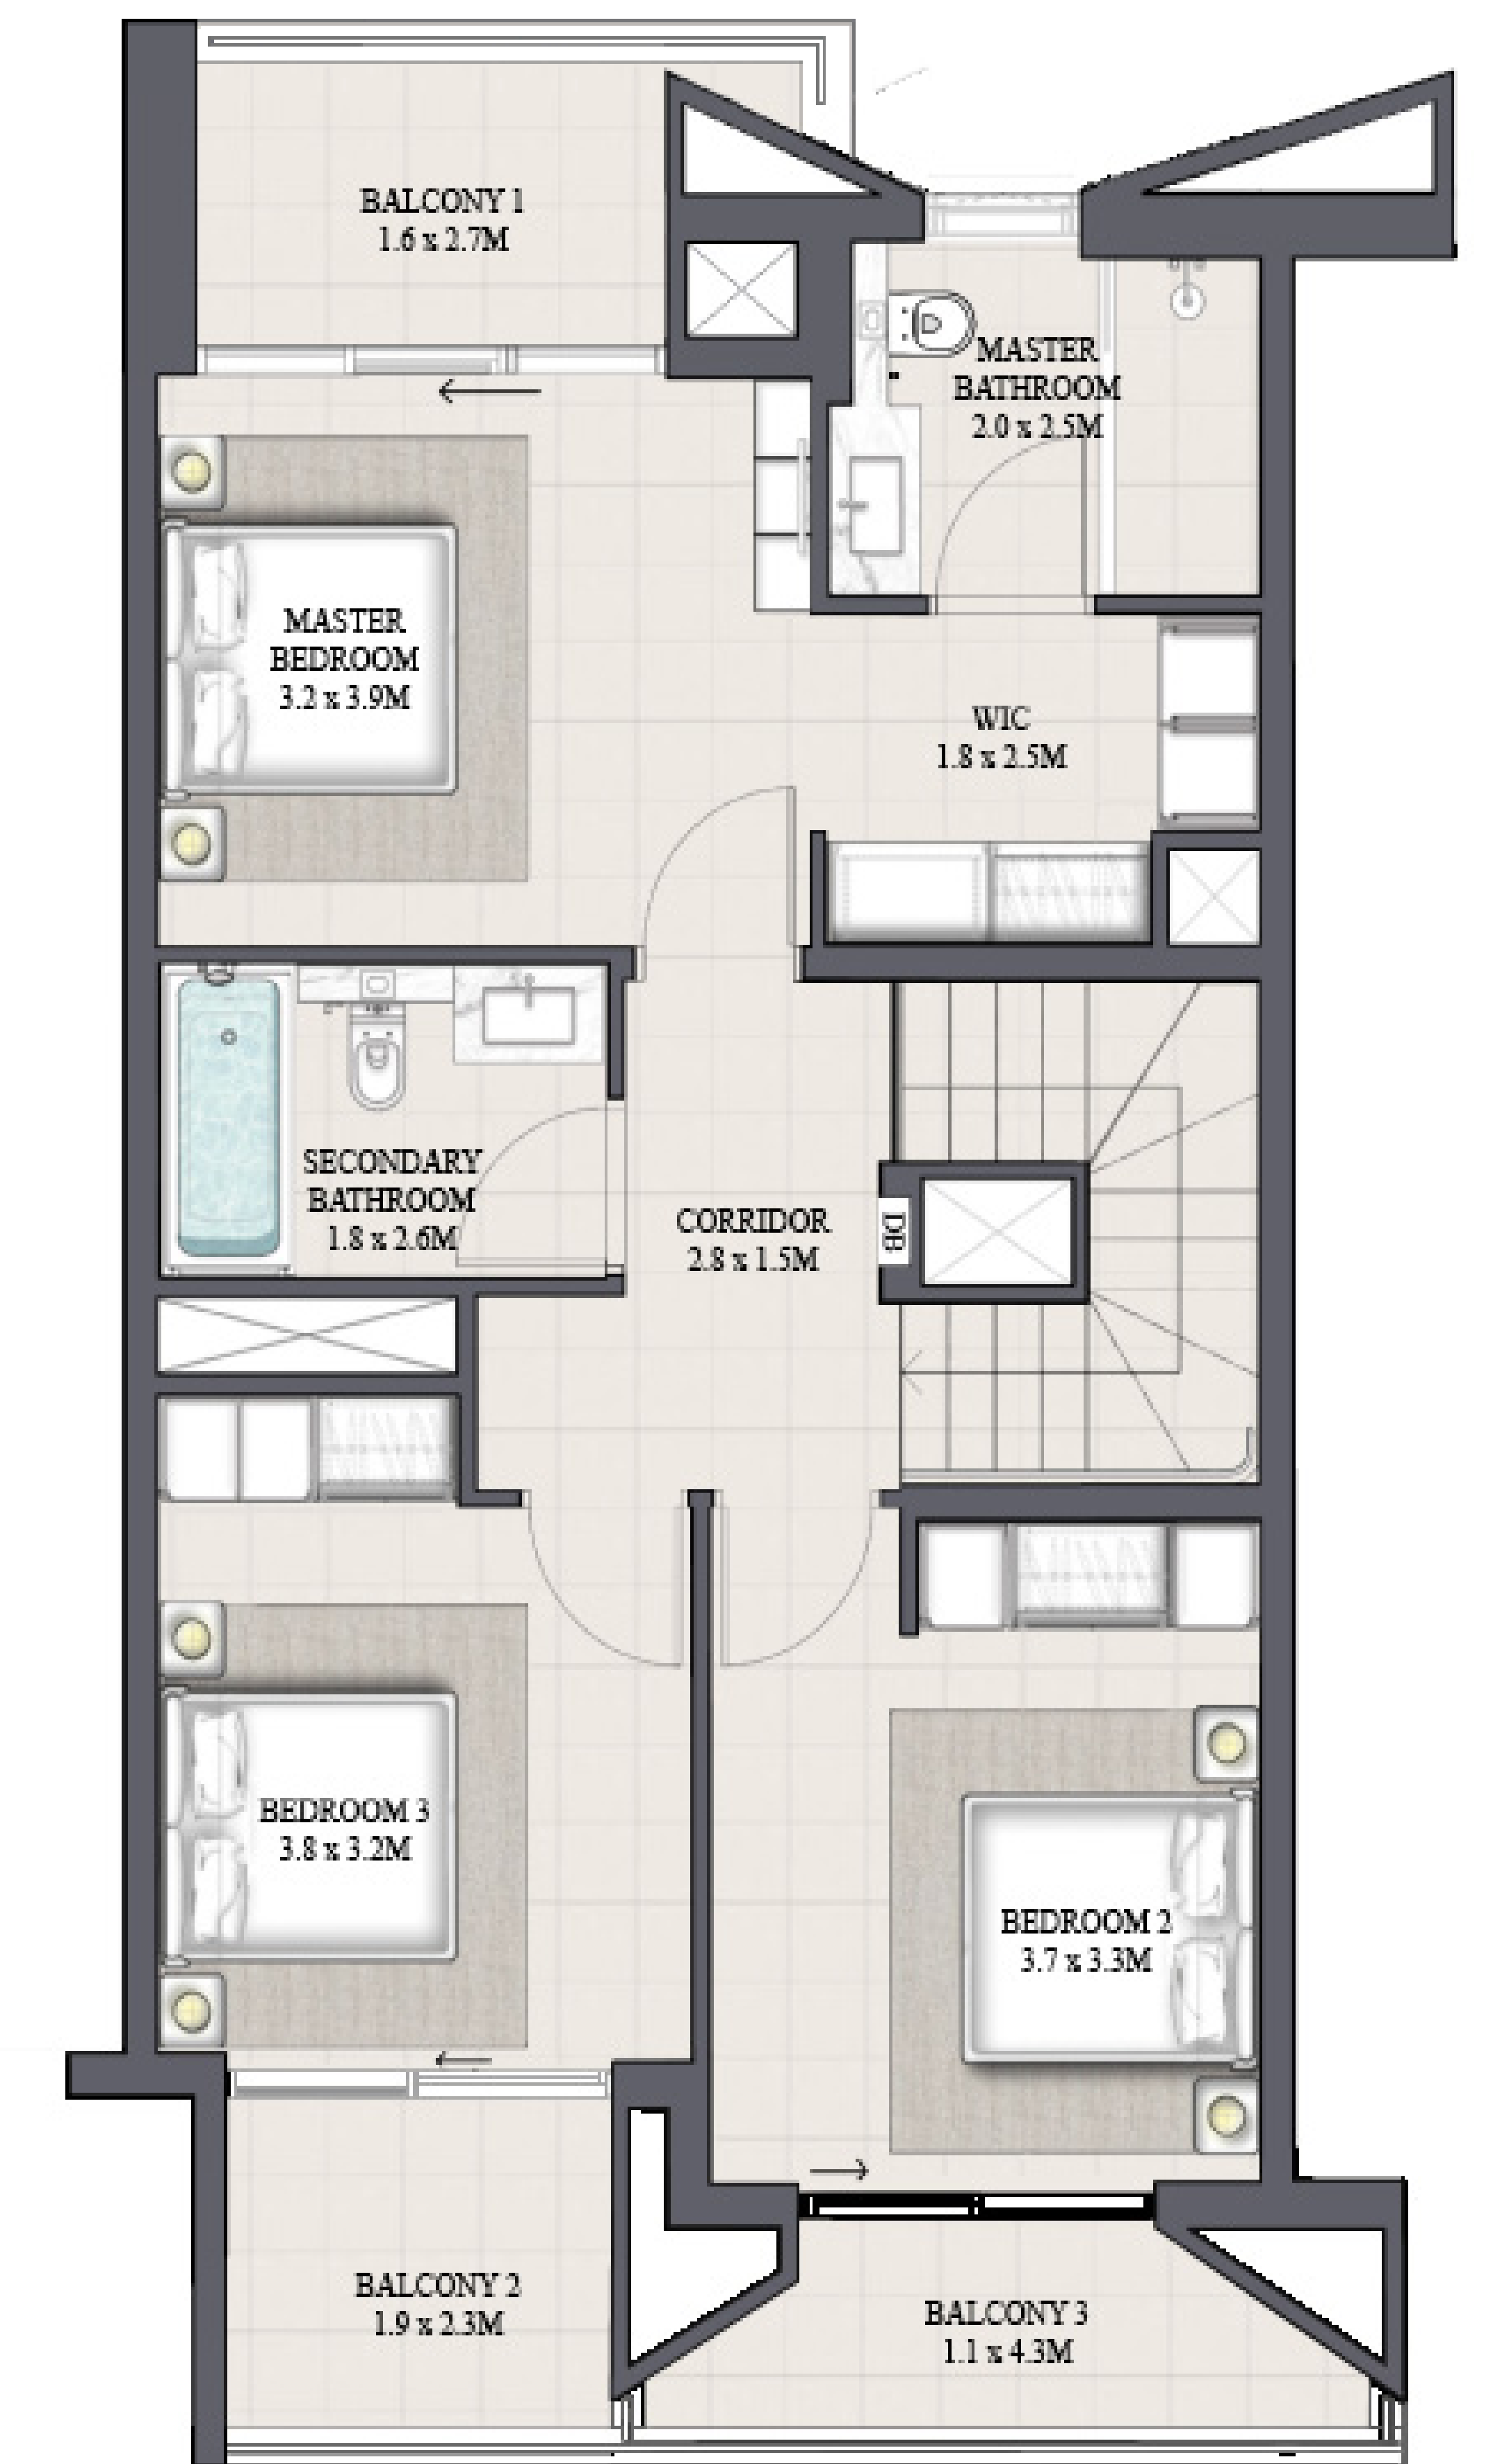 BALCONY 1
1.6 x 2.7M
MASTER
BATHROOM
2.0 x 2.5M
MASTER
BEDROOM
3.2 x 3.9M
WIC
1.8 x 2.5M
SECONDARY
BATHROOM
1.8 x 2.6M
CORRIDOR
2.8 x 1.5M
DB
BEDROOM 3
3.8 x 3.2M
BEDROOM 2
3.7 x 3.3M
BALCONY 2
1.9 x 2.3M
BALCONY 3
1.1 x 4.3M